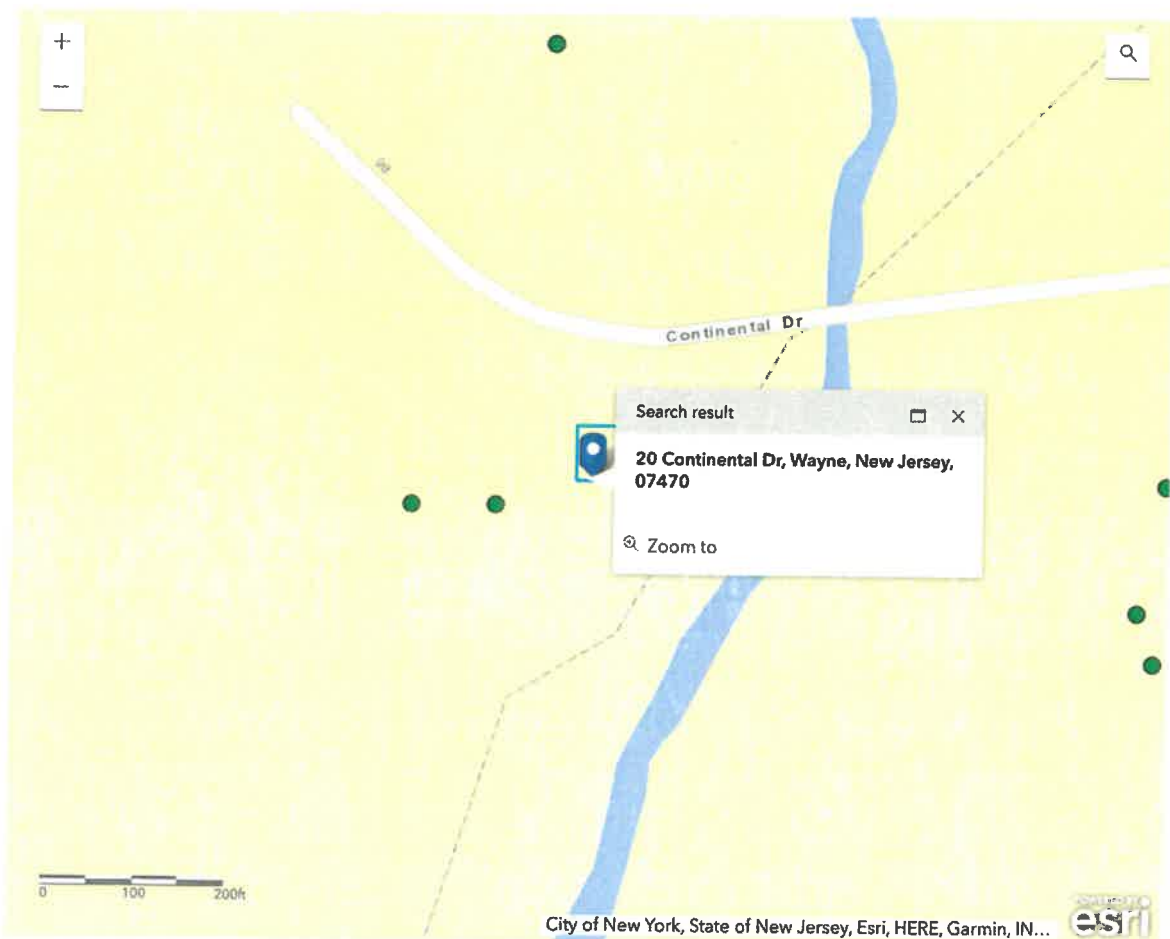 +
−
Continental Dr
Search result
20 Continental Dr, Wayne, New Jersey,
07470
Zoom to
0 100 200ft
City of New York, State of New Jersey, Esri, HERE, Garmin, IN...
esri